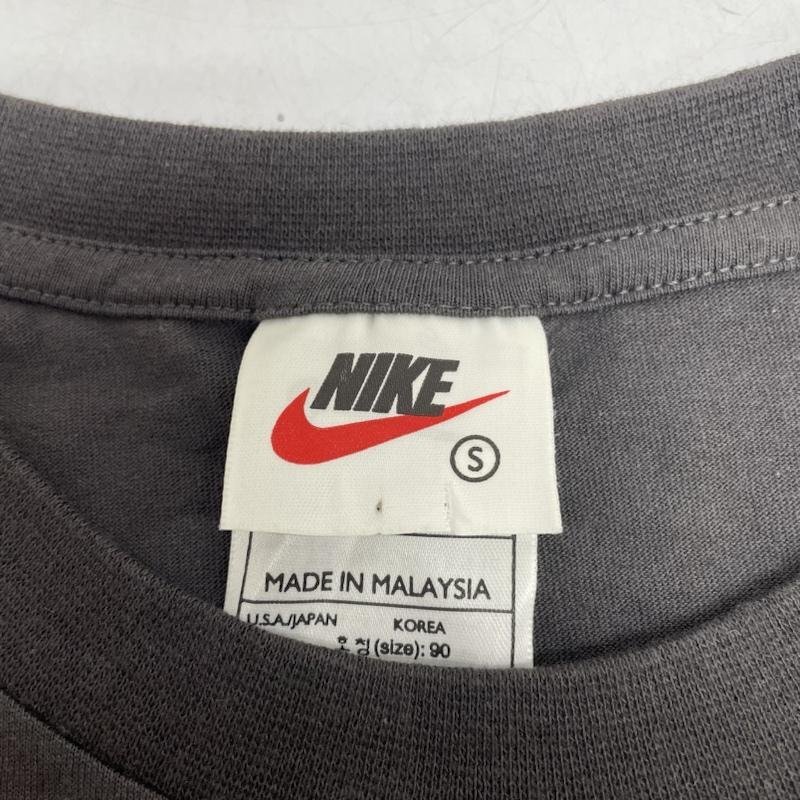 NIKE
S
MADE IN MALAYSIA
U.S.A./JAPAN KOREA
호칭(size): 90